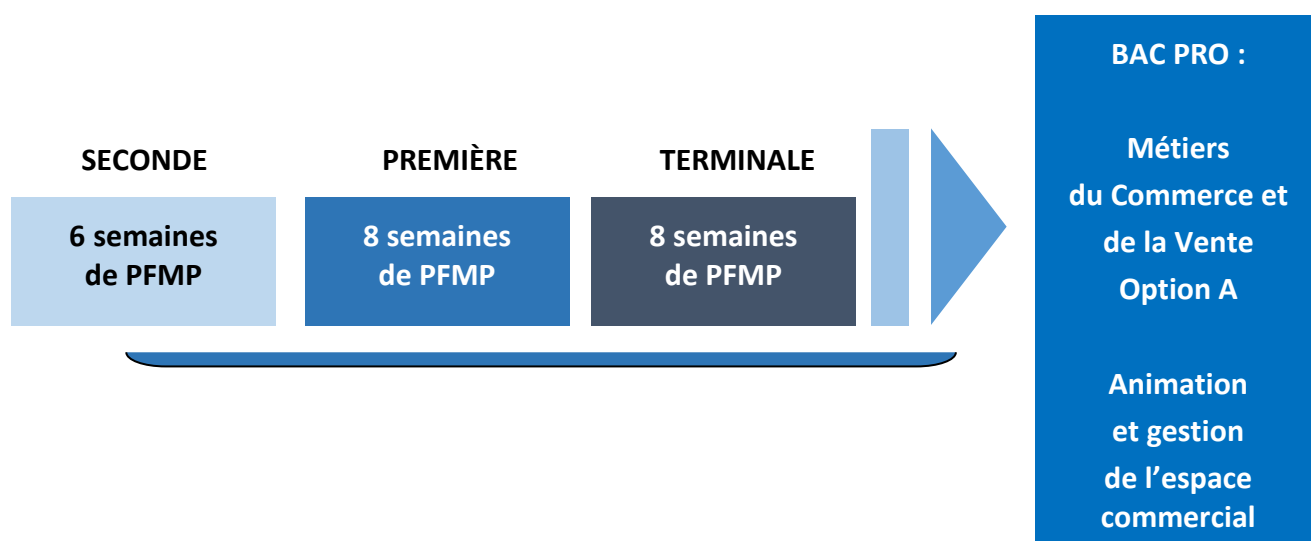 SECONDE
6 semaines
de PFMP
PREMIÈRE
8 semaines
de PFMP
TERMINALE
8 semaines
de PFMP
BAC PRO :
Métiers
du Commerce et
de la Vente
Option A
Animation
et gestion
de l’espace
commercial